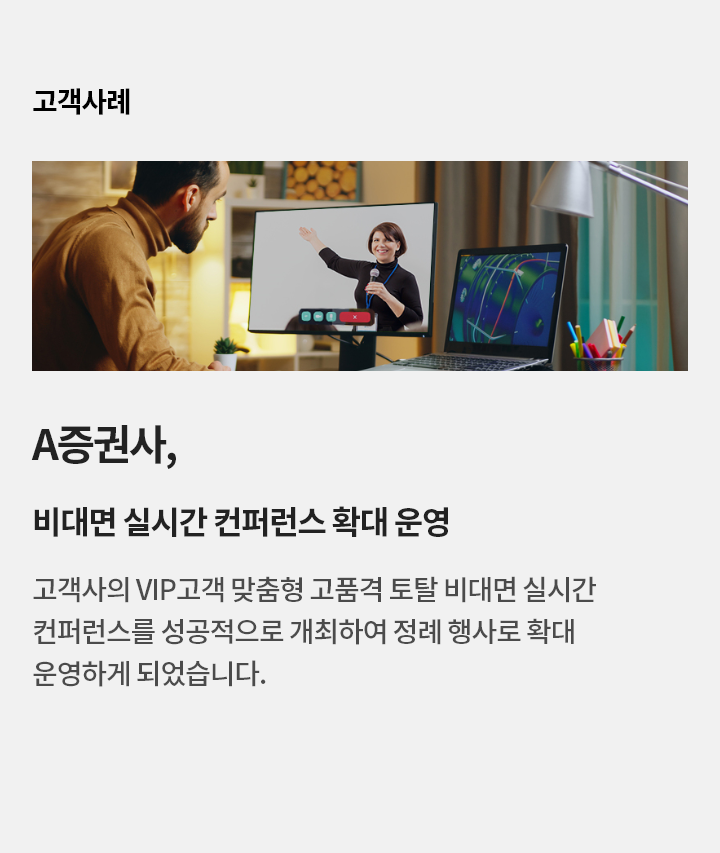 고객사례
A증권사,
비대면 실시간 컨퍼런스 확대 운영
고객사의 VIP고객 맞춤형 고품격 토탈 비대면 실시간
컨퍼런스를 성공적으로 개최하여 정례 행사로 확대
운영하게 되었습니다.